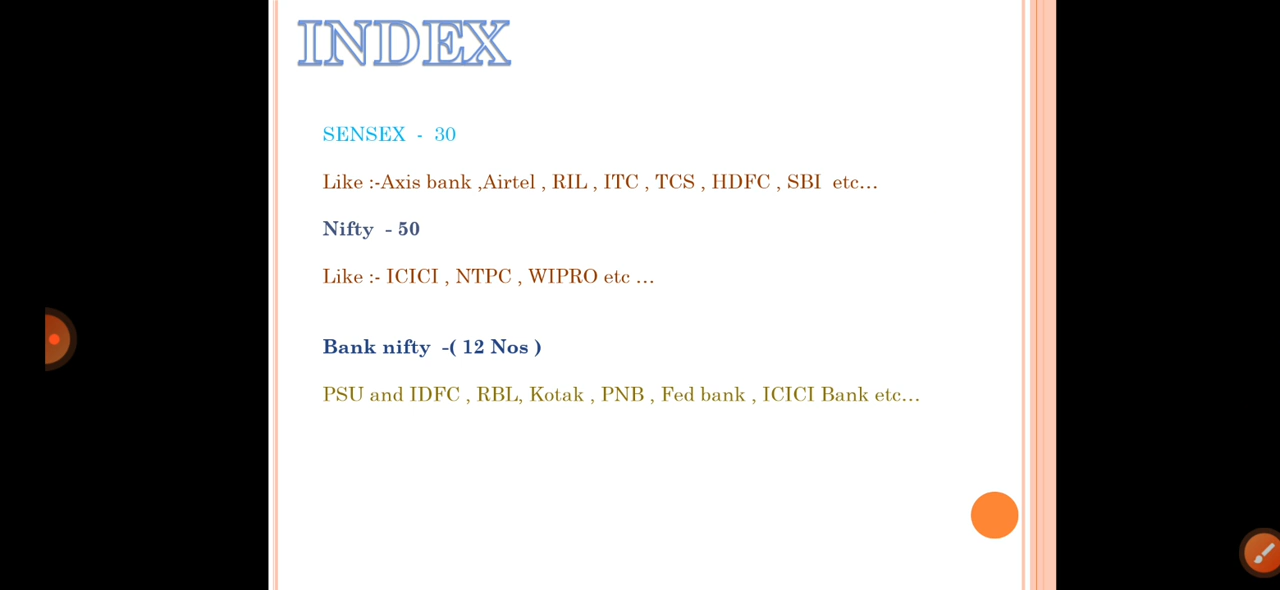 INDEX
SENSEX - 30
Like :-Axis bank ,Airtel , RIL , ITC , TCS , HDFC , SBI etc...
Nifty - 50
Like :- ICICI , NTPC , WIPRO etc ...
Bank nifty -( 12 Nos )
PSU and IDFC , RBL, Kotak , PNB , Fed bank , ICICI Bank etc...